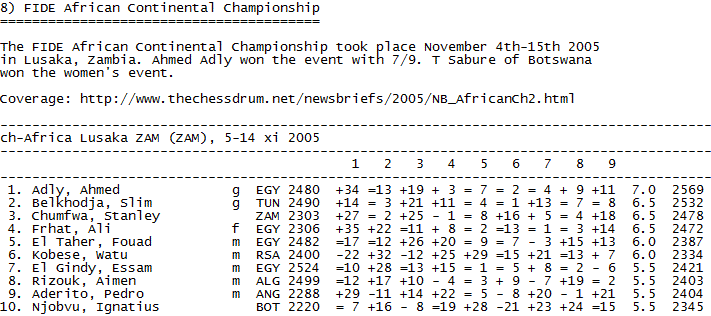 8) FIDE African Continental Championship
========================================
The FIDE African Continental Championship took place November 4th-15th 2005
in Lusaka, Zambia. Ahmed Adly won the event with 7/9. T Sabure of Botswana
won the women's event.
Coverage: http://www.thechessdrum.net/newsbriefs/2005/NB_AfricanCh2.html
-----------------------------------------------------------------------------------------
ch-Africa Lusaka ZAM (ZAM), 5-14 xi 2005
-----------------------------------------------------------------------------------------
1 2 3 4 5 6 7 8 9
-----------------------------------------------------------------------------------------
1. Adly, Ahmed g EGY 2480 +34 =13 +19 + 3 = 7 = 2 = 4 + 9 +11 7.0 2569
2. Belkhodja, Slim g TUN 2490 +14 = 3 +21 +11 = 4 = 1 +13 = 7 = 8 6.5 2532
3. Chumfwa, Stanley ZAM 2303 +27 = 2 +25 - 1 = 8 +16 + 5 = 4 +18 6.5 2478
4. Frhat, Ali f EGY 2306 +35 +22 =11 + 8 = 2 =13 = 1 = 3 +14 6.5 2472
5. El Taher, Fouad m EGY 2482 =17 =12 +26 +20 = 9 = 7 - 3 +15 +13 6.0 2387
6. Kobese, Watu m RSA 2400 -22 +32 -12 +25 +29 =15 +21 =13 + 7 6.0 2334
7. El Gindy, Essam m EGY 2524 =10 +28 =13 +15 = 1 = 5 + 8 = 2 - 6 5.5 2421
8. Rizouk, Aimen m ALG 2499 =12 +17 +10 - 4 = 3 + 9 - 7 +19 = 2 5.5 2403
9. Aderito, Pedro m ANG 2288 +29 -11 +14 +22 = 5 - 8 +20 - 1 +21 5.5 2404
10. Njobvu, Ignatius BOT 2220 = 7 +16 - 8 =19 +28 -21 +23 +24 =15 5.5 2345